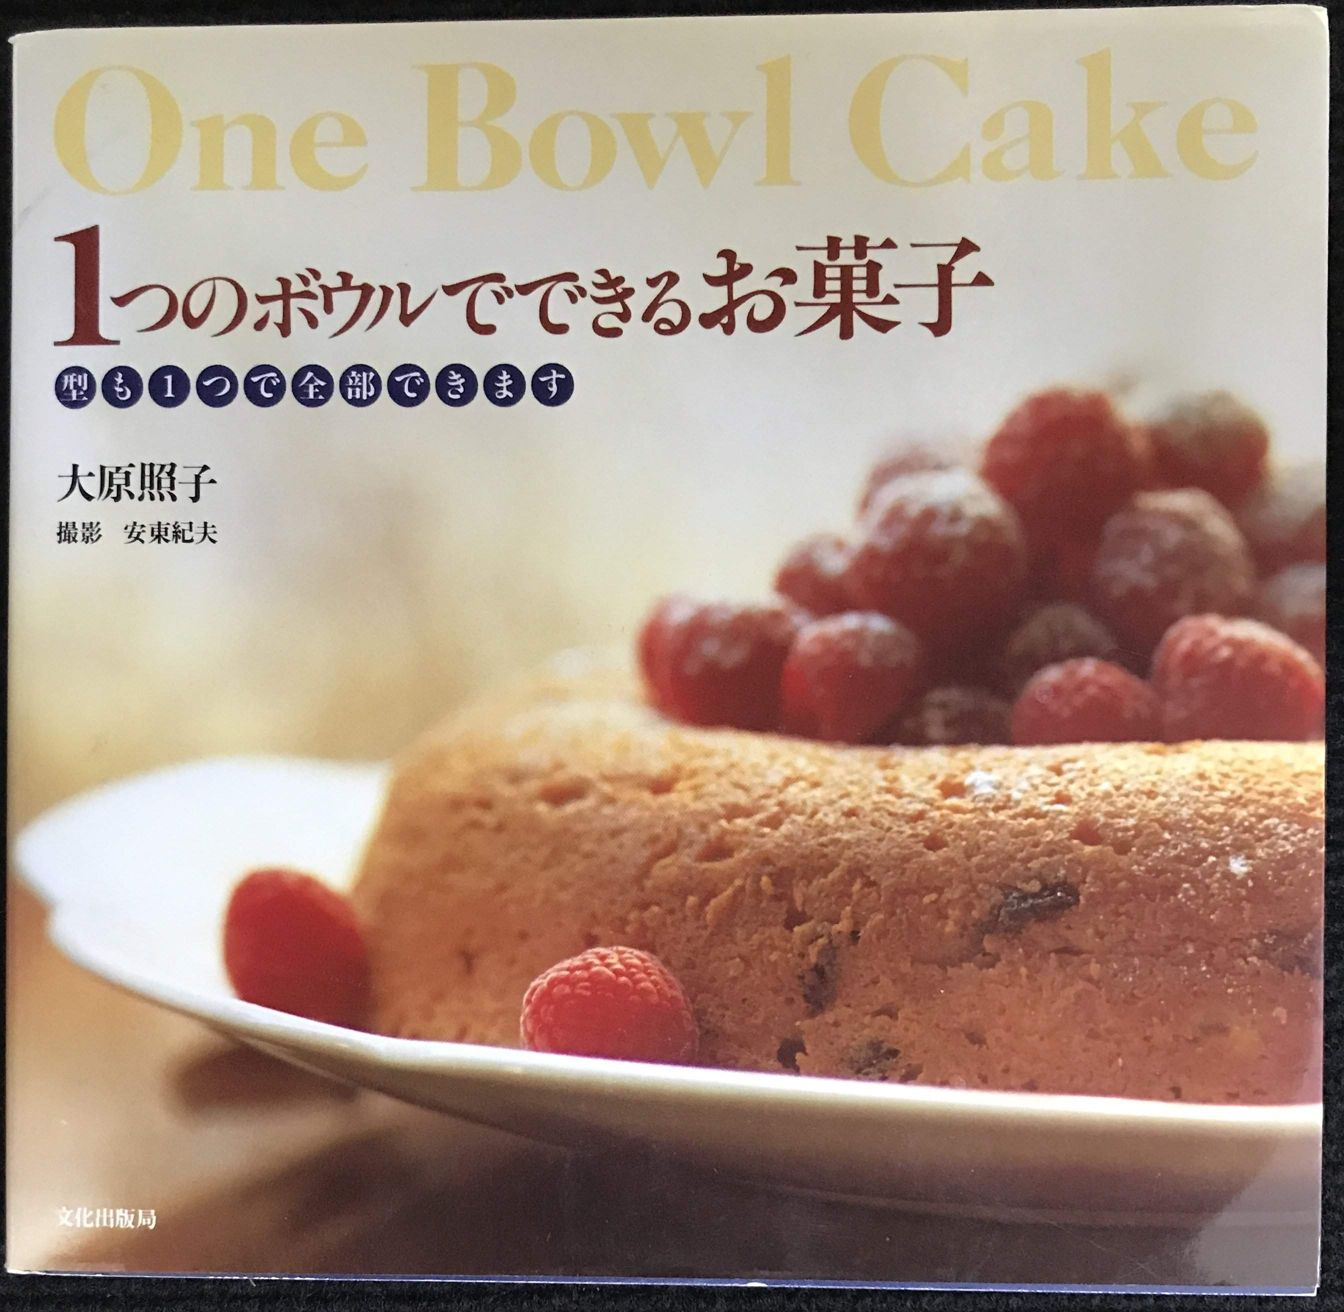 One Bowl Cake
1つのボウルでできるお菓子
型も1つで全部できます
大原照子
撮影 安東紀夫
文化出版局